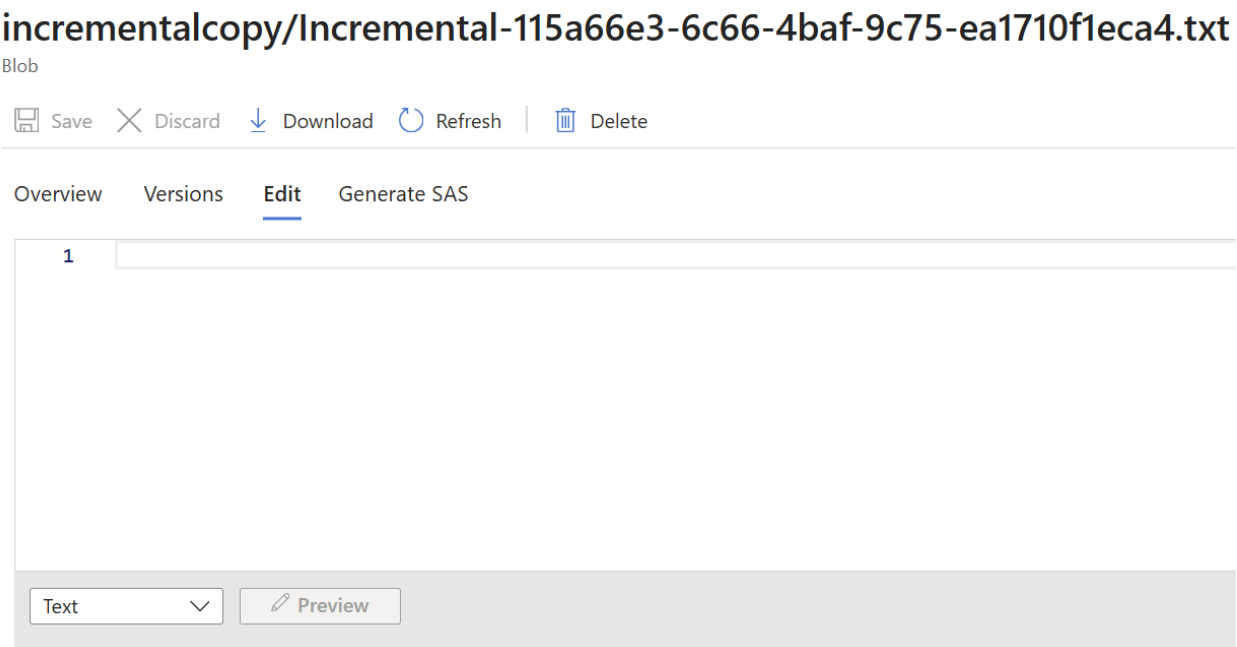 incrementalcopy/Incremental-115a66e3-6c66-4baf-9c75-ea1710f1eca4.txt
Blob
Save Discard Download Refresh Delete
Overview Versions Edit Generate SAS
1
Text Preview